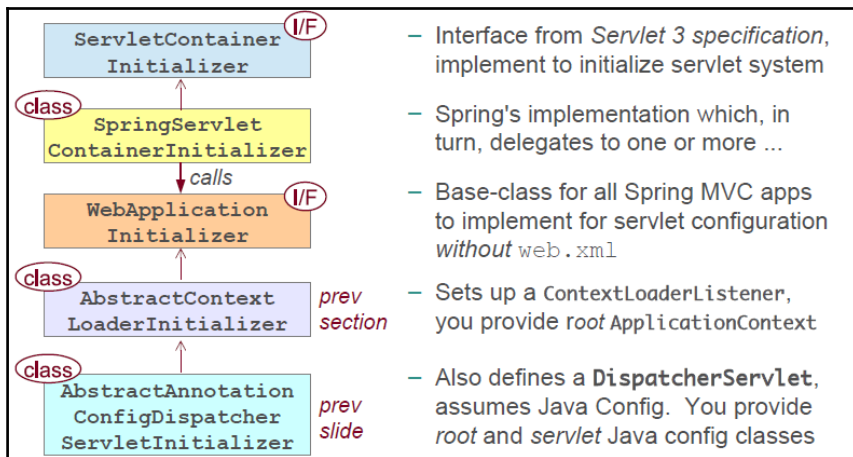 I/F
ServletContainer
Initializer
– Interface from Servlet 3 specification,
implement to initialize servlet system
class
SpringServlet
ContainerInitializer
– Spring's implementation which, in
turn, delegates to one or more ...
calls
I/F
WebApplication
Initializer
– Base-class for all Spring MVC apps
to implement for servlet configuration
without web.xml
class
AbstractContext
LoaderInitializer
prev
section
– Sets up a ContextLoaderListener,
you provide root ApplicationContext
class
AbstractAnnotation
ConfigDispatcher
ServletInitializer
prev
slide
– Also defines a DispatcherServlet,
assumes Java Config. You provide
root and servlet Java config classes